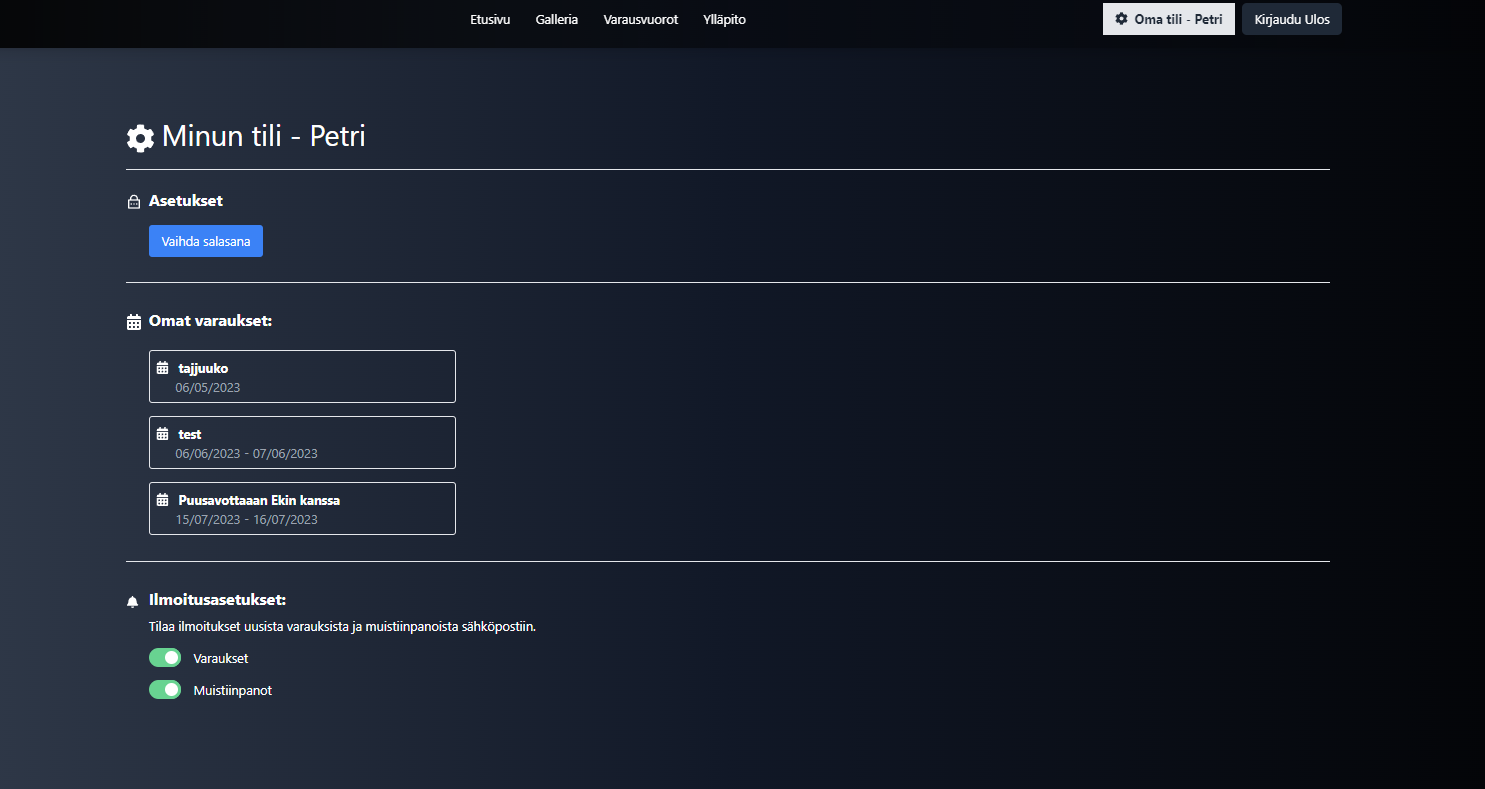 Etusivu Galleria Varausvuorot Ylläpito Oma tili - Petri Kirjaudu Ulos
Minun tili - Petri
Asetukset
Vaihda salasana
Omat varaukset:
tajjuuko
06/05/2023
test
06/06/2023 - 07/06/2023
Puusavottaaan Ekin kanssa
15/07/2023 - 16/07/2023
Ilmoitusasetukset:
Tilaa ilmoitukset uusista varauksista ja muistiinpanoista sähköpostiin.
Varaukset
Muistiinpanot